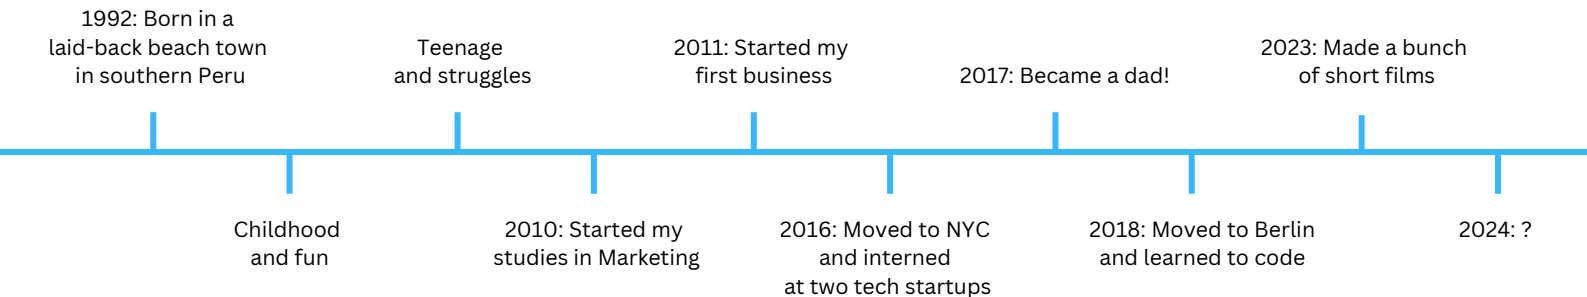 1992: Born in a
laid-back beach town
in southern Peru
Childhood
and fun
Teenage
and struggles
2010: Started my
studies in Marketing
2011: Started my
first business
2016: Moved to NYC
and interned
at two tech startups
2017: Became a dad!
2018: Moved to Berlin
and learned to code
2023: Made a bunch
of short films
2024: ?